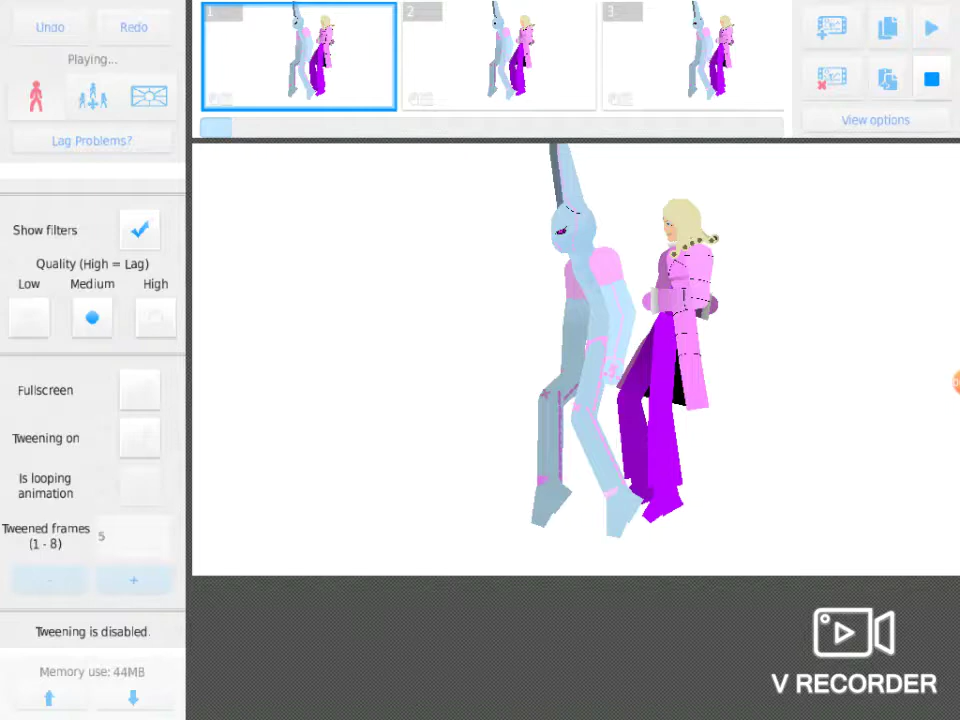 Undo
Redo
Playing...
Lag Problems?
Show filters
Quality (High = Lag)
Low
Medium
High
Fullscreen
Tweening on
Is looping
animation
Tweened frames
(1 - 8)
5
-
+
Tweening is disabled.
Memory use: 44MB
1
2
3
View options
V RECORDER